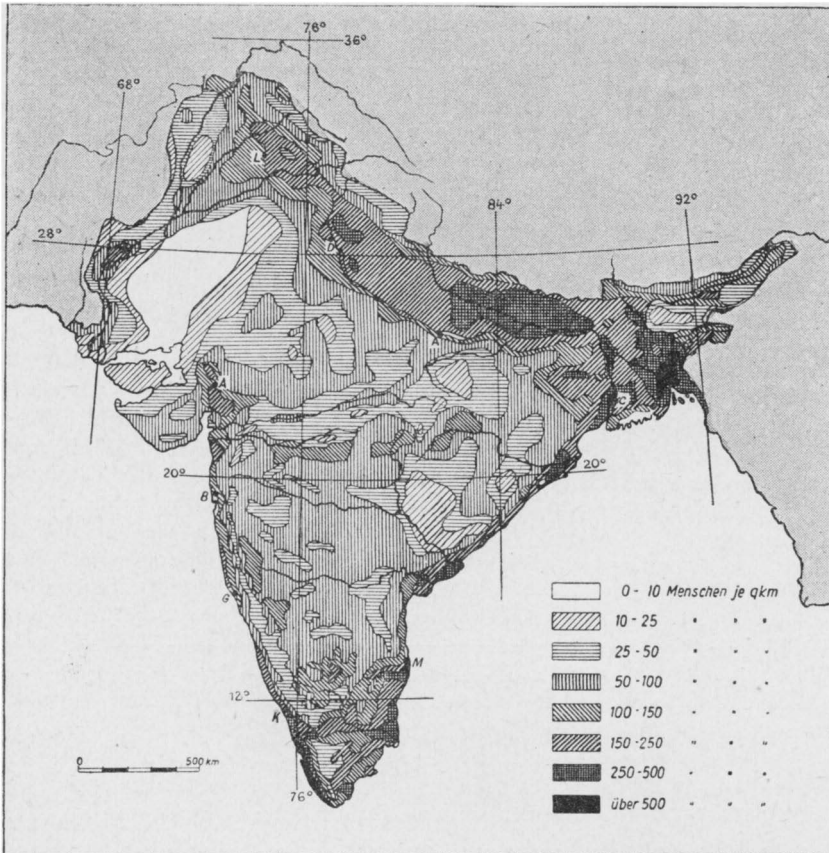 76°
36°
68°
L
84°
92°
28°
D
A
A
C
20°
20°
B
G
M
12°
K
76°
0 500 km
0 - 10 Menschen je qkm
10 - 25 " " "
25 - 50 " " "
50 - 100 " " "
100 - 150 " " "
150 - 250 " " "
250 - 500 " " "
über 500 " " "